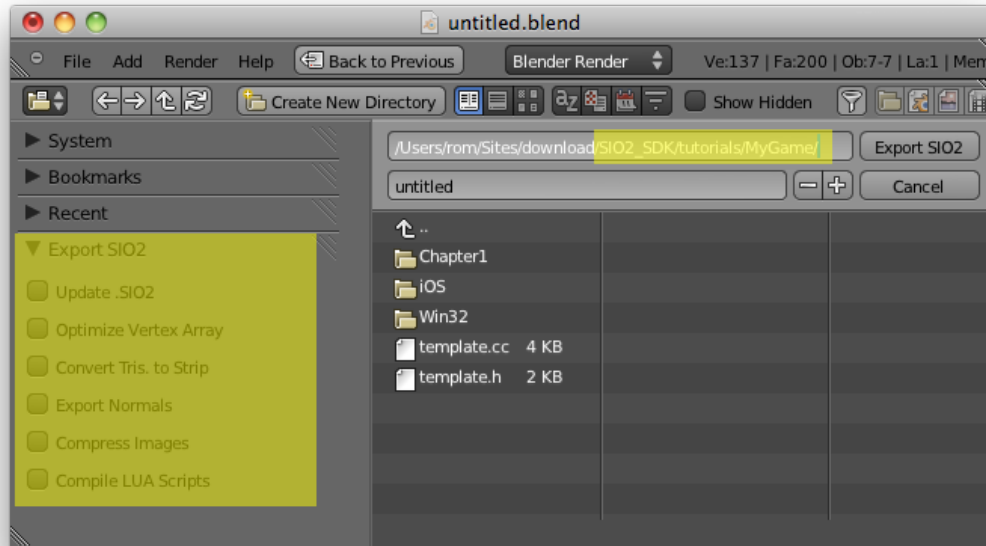 untitled.blend
File Add Render Help Back to Previous Blender Render Ve:137 | Fa:200 | Ob:7-7 | La:1 | Mem
Create New Directory Show Hidden
System
Bookmarks
Recent
Export SIO2
Update .SIO2
Optimize Vertex Array
Convert Tris. to Strip
Export Normals
Compress Images
Compile LUA Scripts
/Users/rom/Sites/download/SIO2_SDK/tutorials/MyGame/ Export SIO2
untitled Cancel
..
Chapter1
iOS
Win32
template.cc 4 KB
template.h 2 KB